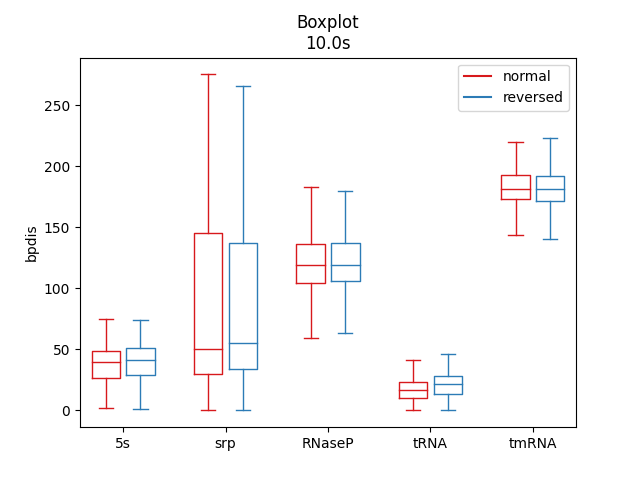 Boxplot
10.0s
normal
reversed
bpdis
250
200
150
100
50
0
5s
srp
RNaseP
tRNA
tmRNA